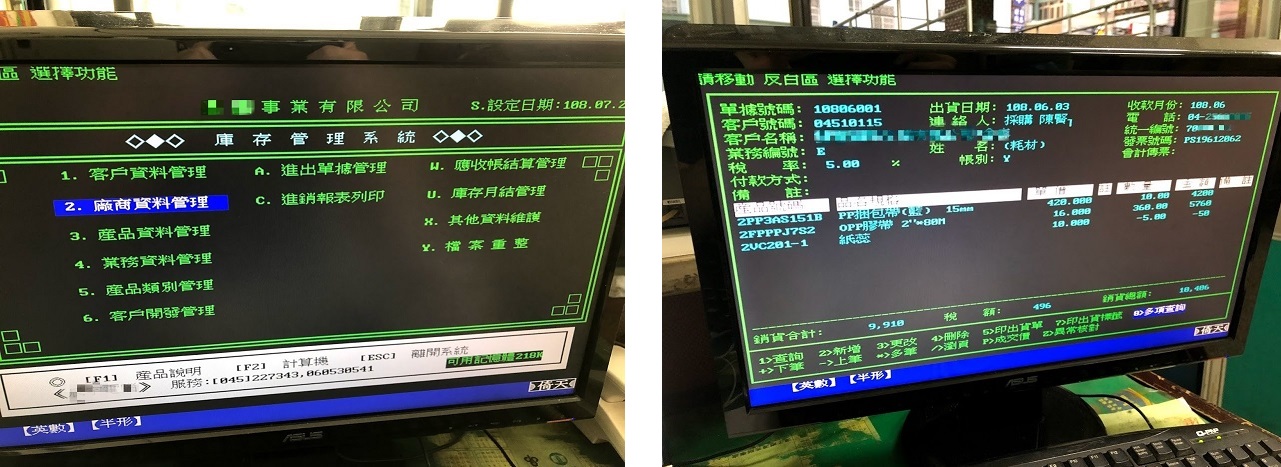 區 選擇功能
事業有限公司 S.設定日期:108.07.2
庫存管理系統
1. 客戶資料管理 A. 進出單據管理 W. 應收帳結算管理
2. 廠商資料管理 C. 進銷報表列印 U. 庫存月結管理
3. 産品資料管理 X. 其他資料維護
4. 業務資料管理 Y. 檔案重整
5. 産品類別管理
6. 客戶開發管理
[F1] 産品說明 [F2] 計算機 [ESC] 離開系統
服務:[045]227343,060530541 可用記憶體218K
倚天
【英數】【半形】
ASUS
請移動 反白區 選擇功能
單據號碼: 10806001 出貨日期: 108.06.03 收款月份: 108.06
客戶號碼: 04510115 連絡人: 採購 陳賢 電話: 04-2
客戶名稱: 統一編號: 70
業務編號: E 姓名: (耗材) 發票號碼: PS19612062
稅率: 5.00 % 帳別: Y 會計傳票:
付款方式:
備註:
産品號碼 品名規格 單價 註 數量 金額 備註
2PP3AS151B PP捆包帶(藍) 15mm 420.000 10.00 4200
2FPPPJ7S2 OPP膠帶 2"*80M 16.000 360.00 5760
2VC201-1 紙蕊 10.000 -5.00 -50
銷貨合計: 9,910 稅額: 496 銷貨總額: 10,406
1>查詢 2>新增 3>更改 4>刪除 5>印出貨單 7>印出貨標籤 8>多項查詢
+>下筆 ->上筆 *>多筆 />瀏頁 P>成交價 Z>異常核對
倚天
【英數】【半形】
ASUS